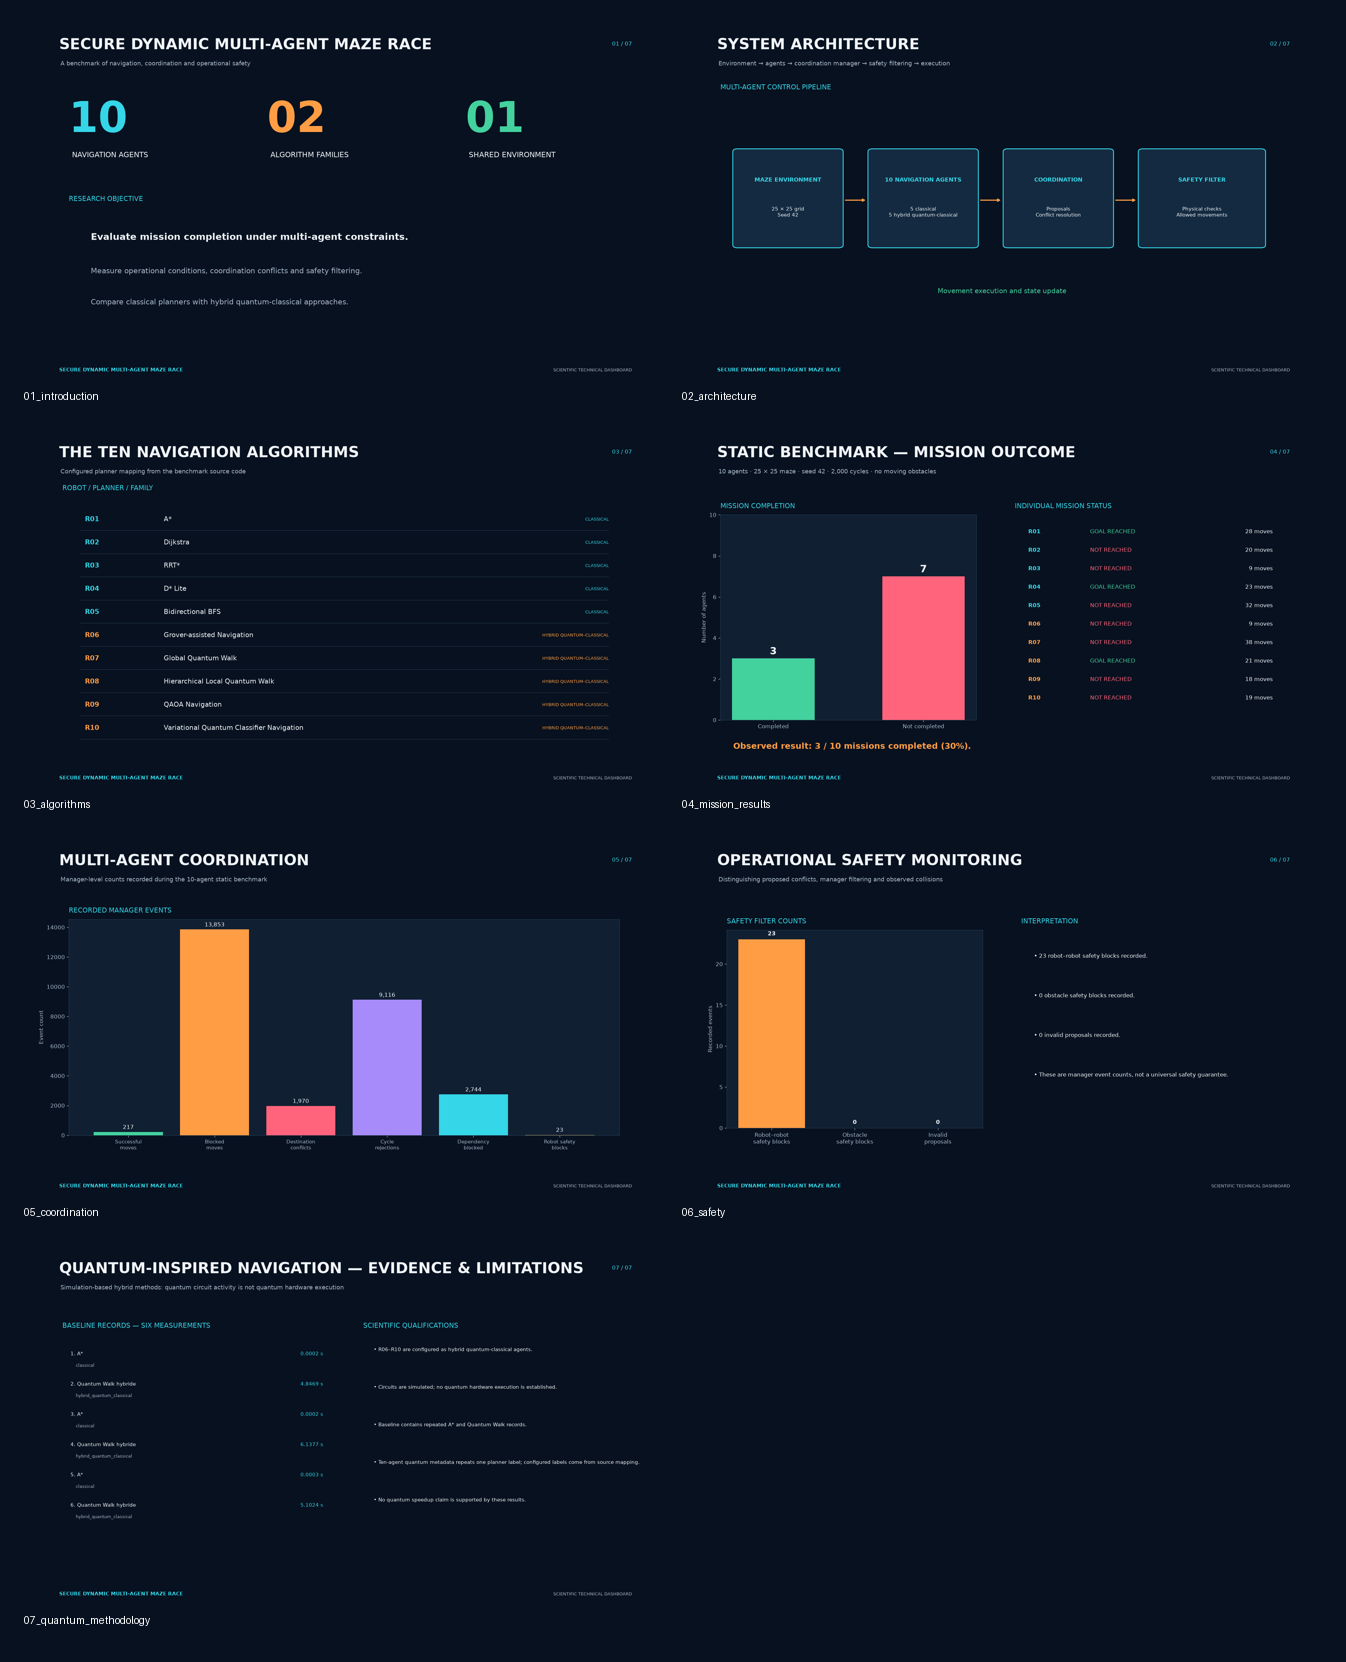 SECURE DYNAMIC MULTI-AGENT MAZE RACE
01 / 07
A benchmark of navigation, coordination and operational safety
10
02
01
NAVIGATION AGENTS
ALGORITHM FAMILIES
SHARED ENVIRONMENT
RESEARCH OBJECTIVE
Evaluate mission completion under multi-agent constraints.
Measure operational conditions, coordination conflicts and safety filtering.
Compare classical planners with hybrid quantum-classical approaches.
SECURE DYNAMIC MULTI-AGENT MAZE RACE
SCIENTIFIC TECHNICAL DASHBOARD
01_introduction
SYSTEM ARCHITECTURE
02 / 07
Environment → agents → coordination manager → safety filtering → execution
MULTI-AGENT CONTROL PIPELINE
MAZE ENVIRONMENT
25 × 25 grid
Seed 42
10 NAVIGATION AGENTS
5 classical
5 hybrid quantum-classical
COORDINATION
Proposals
Conflict resolution
SAFETY FILTER
Physical checks
Allowed movements
Movement execution and state update
SECURE DYNAMIC MULTI-AGENT MAZE RACE
SCIENTIFIC TECHNICAL DASHBOARD
02_architecture
THE TEN NAVIGATION ALGORITHMS
03 / 07
Configured planner mapping from the benchmark source code
ROBOT / PLANNER / FAMILY
R01 A* CLASSICAL
R02 Dijkstra CLASSICAL
R03 RRT* CLASSICAL
R04 D* Lite CLASSICAL
R05 Bidirectional BFS CLASSICAL
R06 Grover-assisted Navigation HYBRID QUANTUM-CLASSICAL
R07 Global Quantum Walk HYBRID QUANTUM-CLASSICAL
R08 Hierarchical Local Quantum Walk HYBRID QUANTUM-CLASSICAL
R09 QAOA Navigation HYBRID QUANTUM-CLASSICAL
R10 Variational Quantum Classifier Navigation HYBRID QUANTUM-CLASSICAL
SECURE DYNAMIC MULTI-AGENT MAZE RACE
SCIENTIFIC TECHNICAL DASHBOARD
03_algorithms
STATIC BENCHMARK — MISSION OUTCOME
04 / 07
10 agents · 25 × 25 maze · seed 42 · 2,000 cycles · no moving obstacles
MISSION COMPLETION
Number of agents
10
8
6
4
2
0
3
7
Completed
Not completed
Observed result: 3 / 10 missions completed (30%).
INDIVIDUAL MISSION STATUS
R01 GOAL REACHED 28 moves
R02 NOT REACHED 20 moves
R03 NOT REACHED 9 moves
R04 GOAL REACHED 23 moves
R05 NOT REACHED 32 moves
R06 NOT REACHED 9 moves
R07 NOT REACHED 38 moves
R08 GOAL REACHED 21 moves
R09 NOT REACHED 18 moves
R10 NOT REACHED 19 moves
SECURE DYNAMIC MULTI-AGENT MAZE RACE
SCIENTIFIC TECHNICAL DASHBOARD
04_mission_results
MULTI-AGENT COORDINATION
05 / 07
Manager-level counts recorded during the 10-agent static benchmark
RECORDED MANAGER EVENTS
Event count
14000
12000
10000
8000
6000
4000
2000
0
217
13,853
1,970
9,116
2,744
23
Successful
moves
Blocked
moves
Destination
conflicts
Cycle
rejections
Dependency
blocked
Robot safety
blocks
SECURE DYNAMIC MULTI-AGENT MAZE RACE
SCIENTIFIC TECHNICAL DASHBOARD
05_coordination
OPERATIONAL SAFETY MONITORING
06 / 07
Distinguishing proposed conflicts, manager filtering and observed collisions
SAFETY FILTER COUNTS
Recorded events
20
15
10
5
0
23
0
0
Robot–robot
safety blocks
Obstacle
safety blocks
Invalid
proposals
INTERPRETATION
• 23 robot–robot safety blocks recorded.
• 0 obstacle safety blocks recorded.
• 0 invalid proposals recorded.
• These are manager event counts, not a universal safety guarantee.
SECURE DYNAMIC MULTI-AGENT MAZE RACE
SCIENTIFIC TECHNICAL DASHBOARD
06_safety
QUANTUM-INSPIRED NAVIGATION — EVIDENCE & LIMITATIONS
07 / 07
Simulation-based hybrid methods: quantum circuit activity is not quantum hardware execution
BASELINE RECORDS — SIX MEASUREMENTS
1. A* 0.0002 s
classical
2. Quantum Walk hybride 4.8469 s
hybrid_quantum_classical
3. A* 0.0002 s
classical
4. Quantum Walk hybride 6.1377 s
hybrid_quantum_classical
5. A* 0.0003 s
classical
6. Quantum Walk hybride 5.1024 s
hybrid_quantum_classical
SCIENTIFIC QUALIFICATIONS
• R06–R10 are configured as hybrid quantum-classical agents.
• Circuits are simulated; no quantum hardware execution is established.
• Baseline contains repeated A* and Quantum Walk records.
• Ten-agent quantum metadata repeats one planner label; configured labels come from source mapping.
• No quantum speedup claim is supported by these results.
SECURE DYNAMIC MULTI-AGENT MAZE RACE
SCIENTIFIC TECHNICAL DASHBOARD
07_quantum_methodology